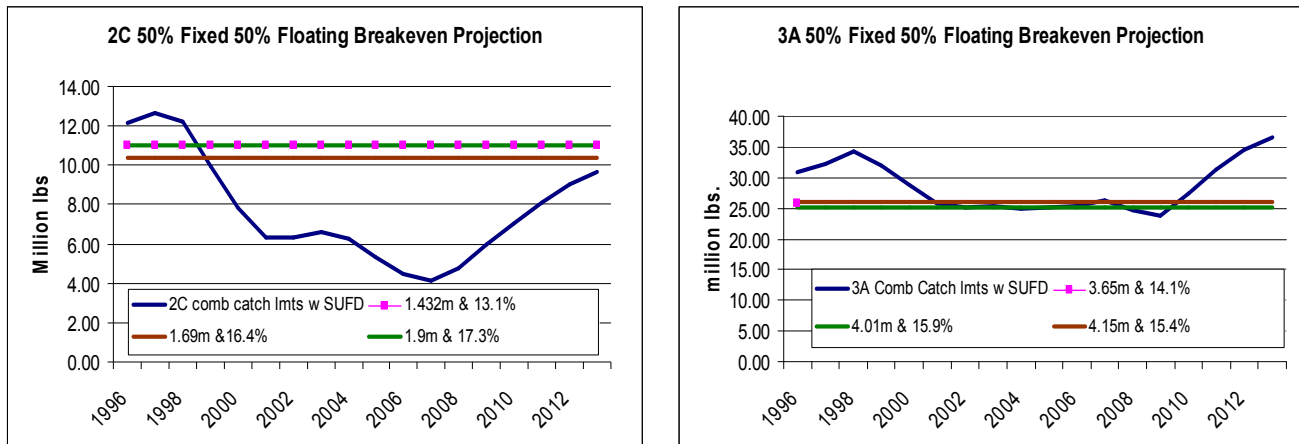 2C 50% Fixed 50% Floating Breakeven Projection
Million lbs
14.00
12.00
10.00
8.00
6.00
4.00
2.00
0.00
2C comb catch lmts w SUFD
1.432m & 13.1%
1.69m &16.4%
1.9m & 17.3%
1996
1998
2000
2002
2004
2006
2008
2010
2012
3A 50% Fixed 50% Floating Breakeven Projection
million lbs.
40.00
35.00
30.00
25.00
20.00
15.00
10.00
5.00
0.00
3A Comb Catch lmts w SUFD
3.65m & 14.1%
4.01m & 15.9%
4.15m & 15.4%
1996
1998
2000
2002
2004
2006
2008
2010
2012